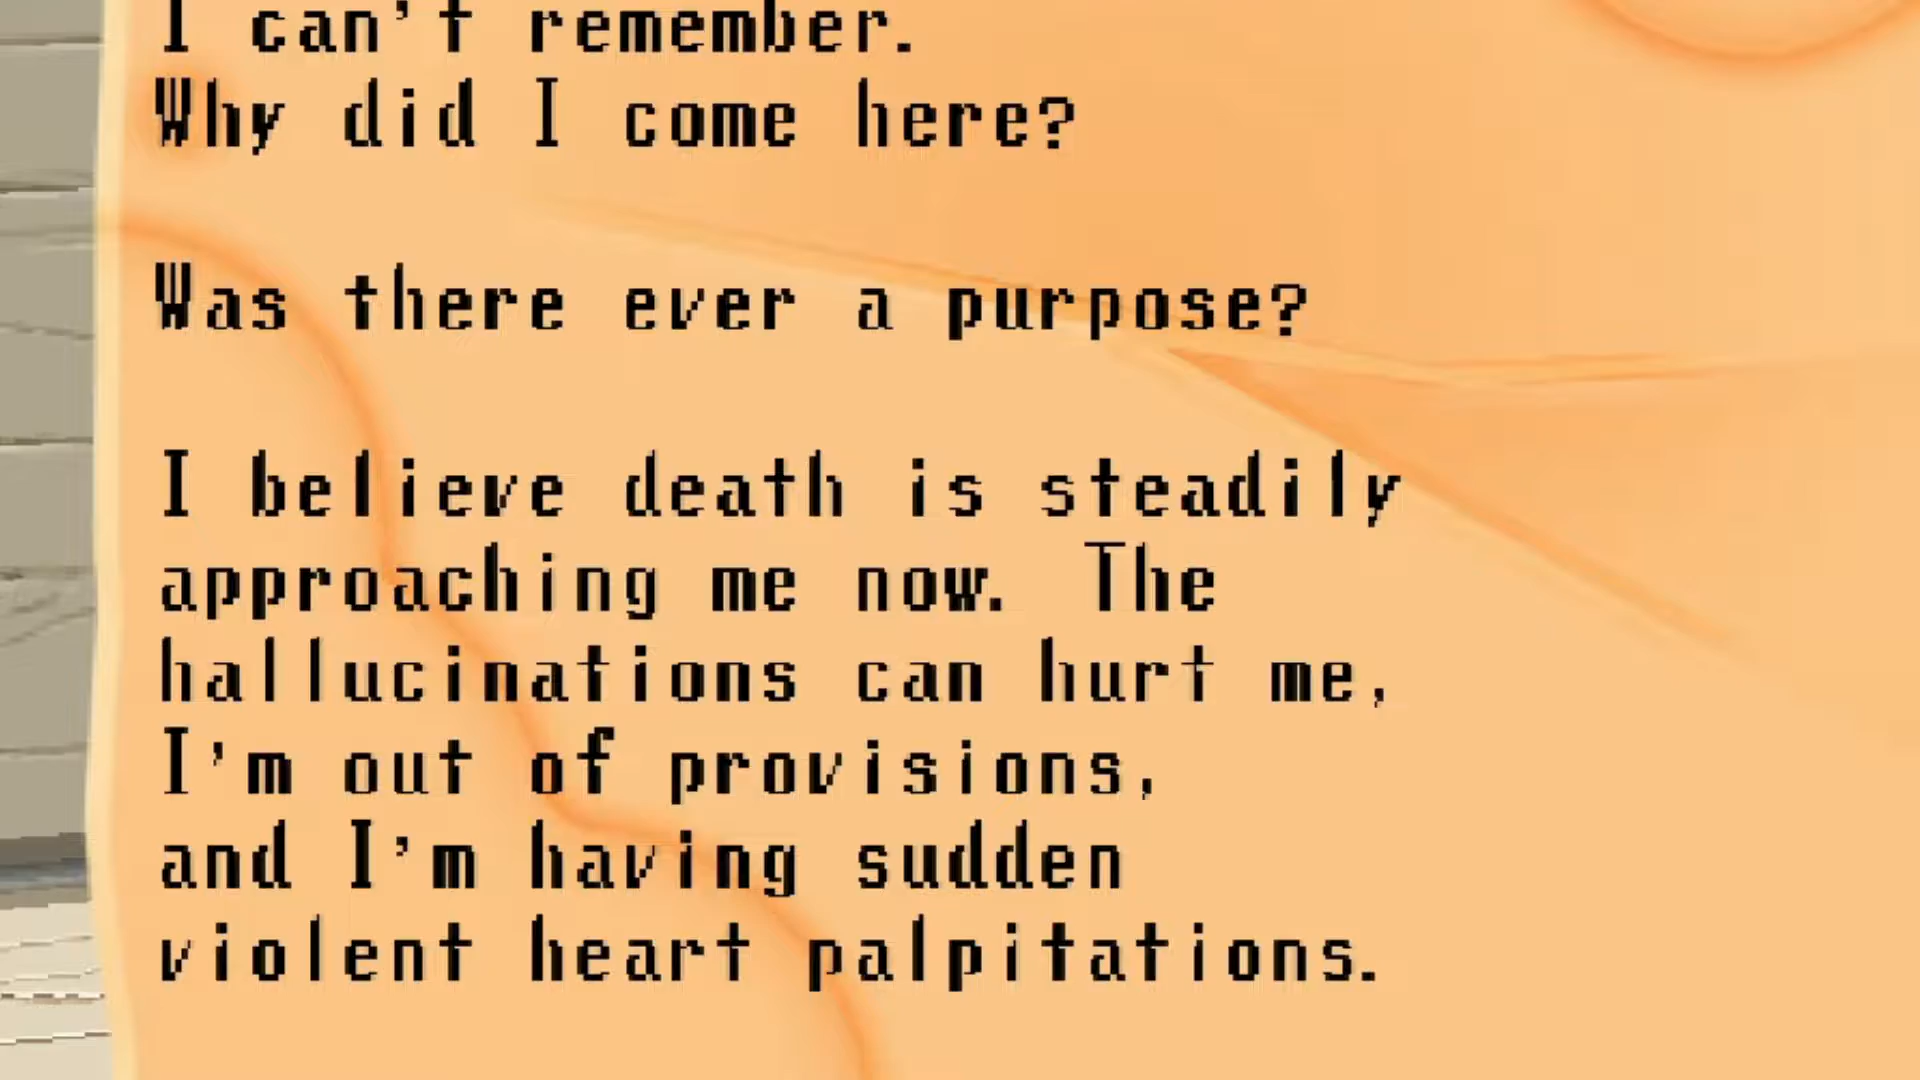 I can't remember.
Why did I come here?
Was there ever a purpose?
I believe death is steadily
approaching me now. The
hallucinations can hurt me,
I'm out of provisions,
and I'm having sudden
violent heart palpitations.